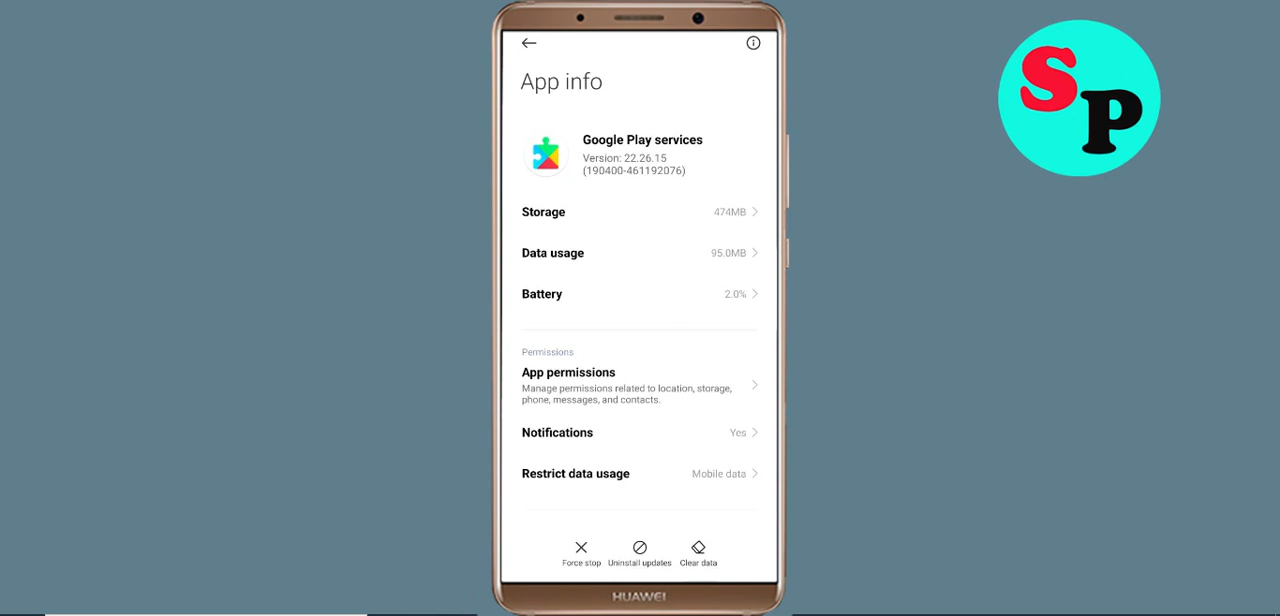 App info
Google Play services
Version: 22.26.15
(190400-461192076)
Storage 474MB
Data usage 95.0MB
Battery 2.0%
Permissions
App permissions
Manage permissions related to location, storage,
phone, messages, and contacts.
Notifications Yes
Restrict data usage Mobile data
Force stop Uninstall updates Clear data
HUAWEI
SP